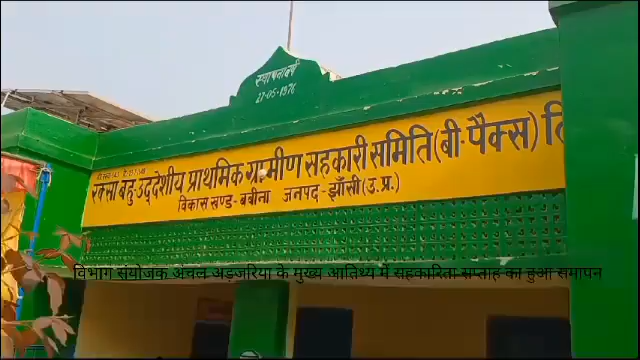 स्थापना वर्ष
27-05-1976
रक्सा बहु-उद्देशीय प्राथमिक ग्रामीण सहकारी समिति(बी-पैक्स)
विकास खण्ड-बबीना जनपद-झाँसी(उ.प्र.)
विभाग संयोजक अचल अड़जरिया के मुख्य आतिथ्य में सहकारिता सप्ताह का हुआ समापन